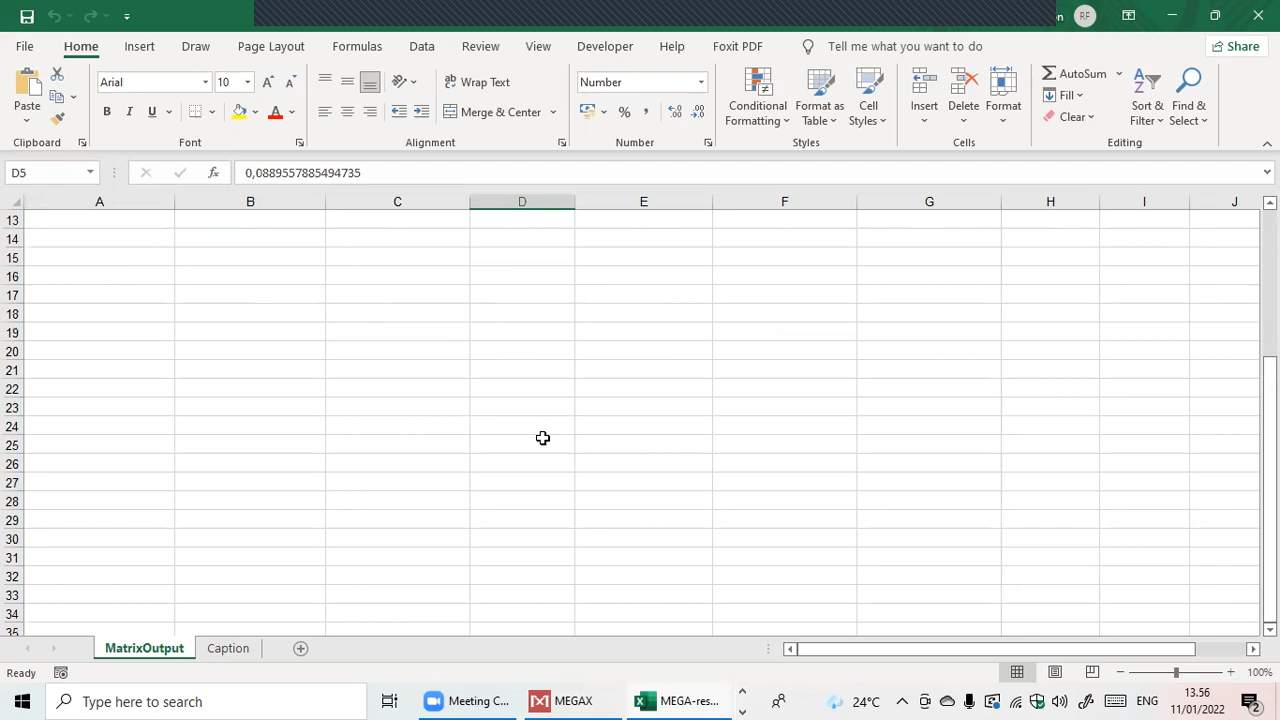 on RF
File Home Insert Draw Page Layout Formulas Data Review View Developer Help Foxit PDF Tell me what you want to do Share
Paste Arial 10 Wrap Text Number Conditional Formatting Format as Table Cell Styles Insert Delete Format AutoSum Sort & Filter Find & Select
B I U A Merge & Center % Fill
Clear
Clipboard Font Alignment Number Styles Cells Editing
D5 fx 0,0889557885494735
A B C D E F G H I J
13
14
15
16
17
18
19
20
21
22
23
24
25
26
27
28
29
30
31
32
33
34
35
MatrixOutput Caption
Ready 100%
Type here to search Meeting C... MEGAX MEGA-res... 24°C ENG 13.56
11/01/2022 2